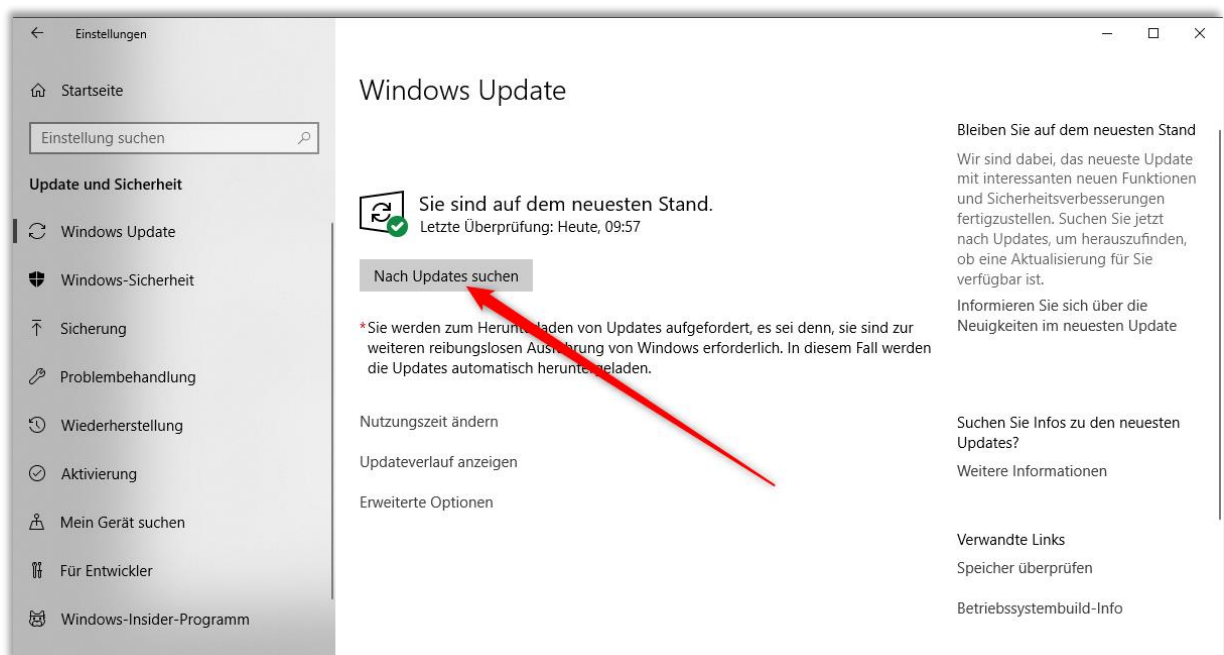 Einstellungen
Startseite
Einstellung suchen
Update und Sicherheit
Windows Update
Windows-Sicherheit
Sicherung
Problembehandlung
Wiederherstellung
Aktivierung
Mein Gerät suchen
Für Entwickler
Windows-Insider-Programm
Windows Update
Sie sind auf dem neuesten Stand.
Letzte Überprüfung: Heute, 09:57
Nach Updates suchen
*Sie werden zum Herunterladen von Updates aufgefordert, es sei denn, sie sind zur
weiteren reibungslosen Ausführung von Windows erforderlich. In diesem Fall werden
die Updates automatisch heruntergeladen.
Nutzungszeit ändern
Updateverlauf anzeigen
Erweiterte Optionen
Bleiben Sie auf dem neuesten Stand
Wir sind dabei, das neueste Update
mit interessanten neuen Funktionen
und Sicherheitsverbesserungen
fertigzustellen. Suchen Sie jetzt
nach Updates, um herauszufinden,
ob eine Aktualisierung für Sie
verfügbar ist.
Informieren Sie sich über die
Neuigkeiten im neuesten Update
Suchen Sie Infos zu den neuesten
Updates?
Weitere Informationen
Verwandte Links
Speicher überprüfen
Betriebssystembuild-Info